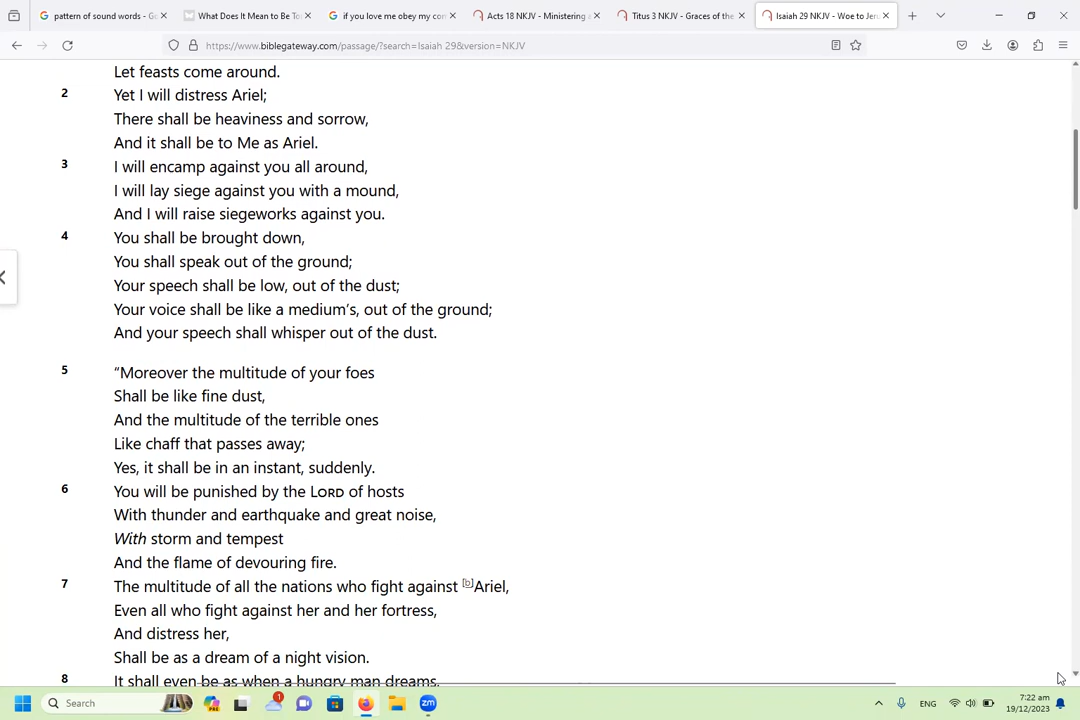 pattern of sound words - Go
What Does It Mean to Be To
if you love me obey my con
Acts 18 NKJV - Ministering i
Titus 3 NKJV - Graces of the
Isaiah 29 NKJV - Woe to Jeru
https://www.biblegateway.com/passage/?search=Isaiah 29&version=NKJV
Let feasts come around.
2 Yet I will distress Ariel;
There shall be heaviness and sorrow,
And it shall be to Me as Ariel.
3 I will encamp against you all around,
I will lay siege against you with a mound,
And I will raise siegeworks against you.
4 You shall be brought down,
You shall speak out of the ground;
Your speech shall be low, out of the dust;
Your voice shall be like a medium's, out of the ground;
And your speech shall whisper out of the dust.
5 “Moreover the multitude of your foes
Shall be like fine dust,
And the multitude of the terrible ones
Like chaff that passes away;
Yes, it shall be in an instant, suddenly.
6 You will be punished by the LORD of hosts
With thunder and earthquake and great noise,
With storm and tempest
And the flame of devouring fire.
7 The multitude of all the nations who fight against [b]Ariel,
Even all who fight against her and her fortress,
And distress her,
Shall be as a dream of a night vision.
8 It shall even be as when a hungry man dreams,
Search
1
PRE
zm
ENG
7:22 am
19/12/2023